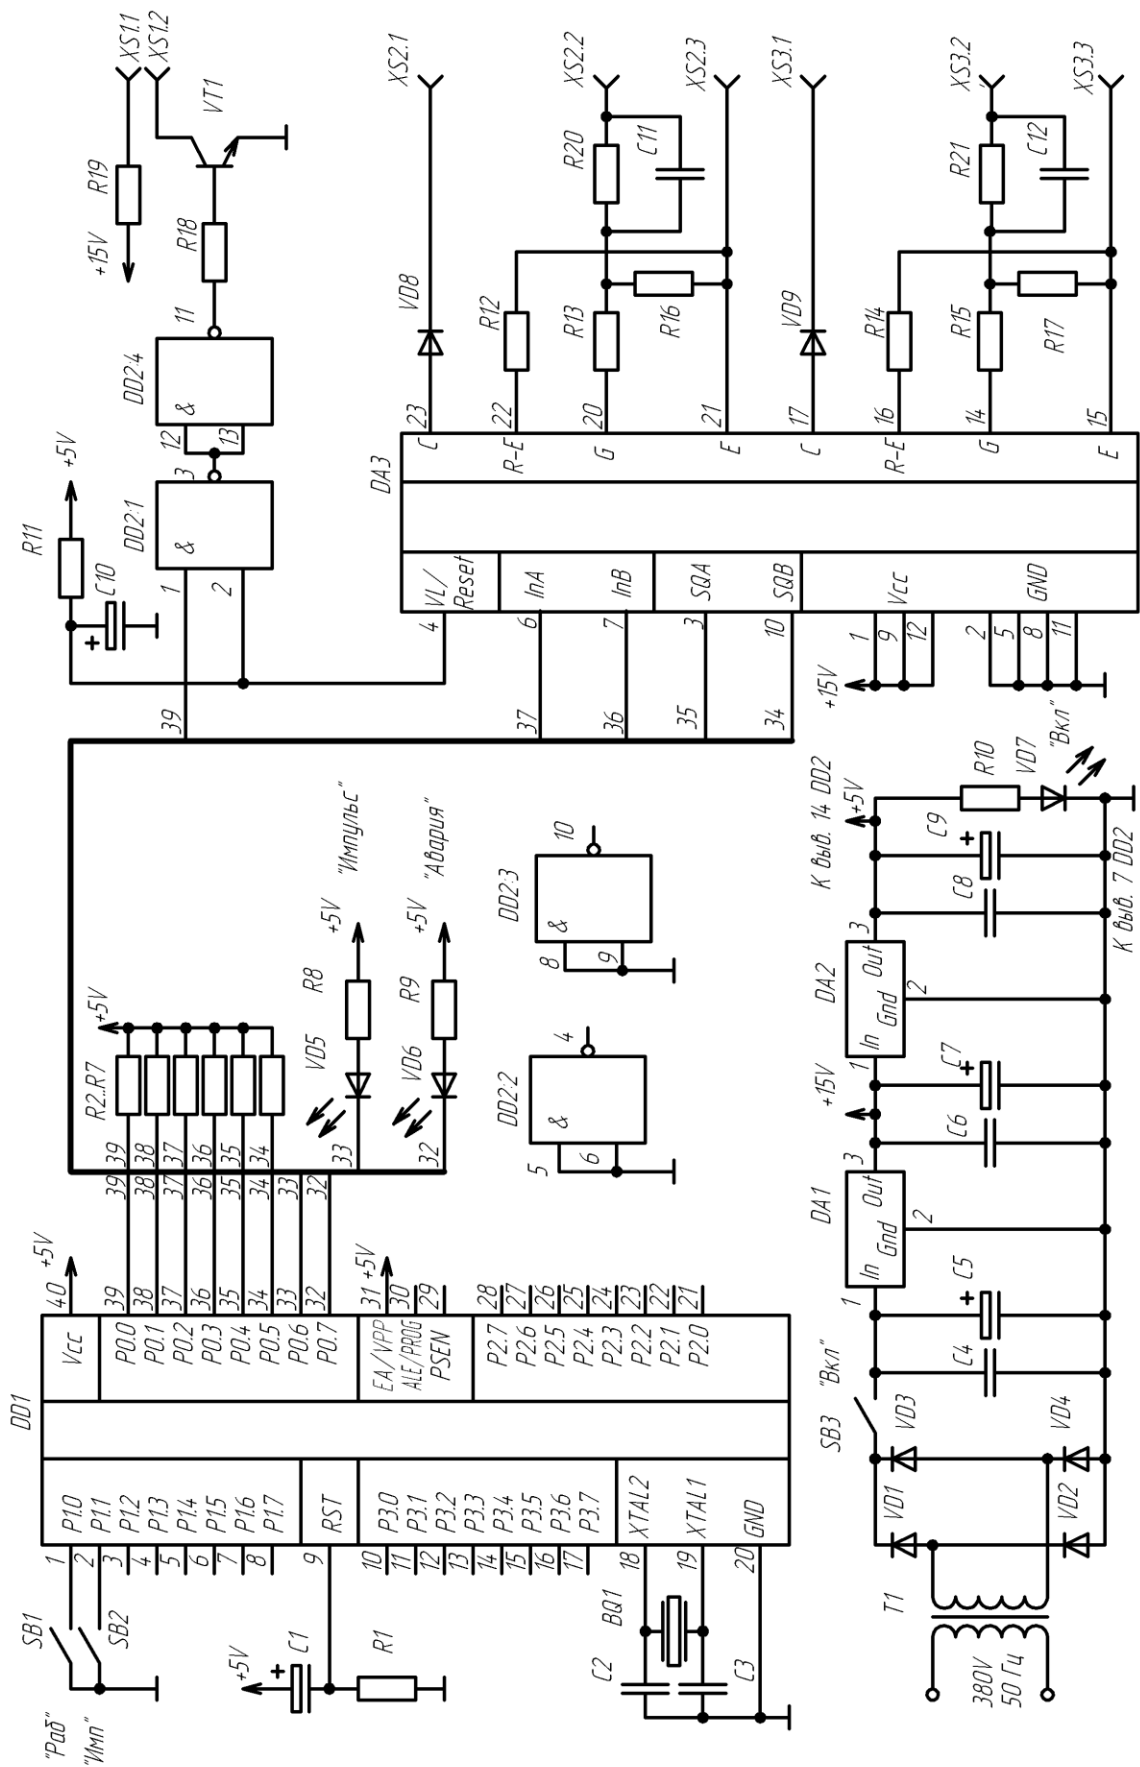 "Раб"
"Имп"
SB1
SB2
+5V
+
C1
R1
C2
BQ1
C3
DD1
1
2
3
4
5
6
7
8
9
10
11
12
13
14
15
16
17
18
19
20
P1.0
P1.1
P1.2
P1.3
P1.4
P1.5
P1.6
P1.7
RST
P3.0
P3.1
P3.2
P3.3
P3.4
P3.5
P3.6
P3.7
XTAL2
XTAL1
GND
Vcc
P0.0
P0.1
P0.2
P0.3
P0.4
P0.5
P0.6
P0.7
EA/VPP
ALE/PROG
PSEN
P2.7
P2.6
P2.5
P2.4
P2.3
P2.2
P2.1
P2.0
40
+5V
39
38
37
36
35
34
33
32
31
+5V
30
29
28
27
26
25
24
23
22
21
39
38
37
36
35
34
33
32
39
38
37
36
35
34
33
32
R2...R7
+5V
VD5
R8
+5V
"Импульс"
VD6
R9
+5V
"Авария"
DD2:2
&
5
6
4
DD2:3
&
8
9
10
39
37
36
35
34
R11
+5V
+
C10
DD2:1
&
1
2
3
DD2:4
&
12
13
11
R18
+15V
R19
VT1
XS1.1
XS1.2
DA3
4
6
7
3
10
1
9
12
2
5
8
11
VL/
Reset
InA
InB
SQA
SQB
Vcc
GND
+15V
C
R-E
G
E
C
R-E
G
E
23
22
20
21
17
16
14
15
VD8
R12
R13
R16
R20
C11
VD9
R14
R15
R17
R21
C12
XS2.1
XS2.2
XS2.3
XS3.1
XS3.2
XS3.3
380V
50 Гц
T1
VD1
VD2
VD3
VD4
SB3
"Вкл"
C4
+
C5
DA1
In
Out
Gnd
1
3
2
+15V
C6
+
C7
DA2
In
Out
Gnd
1
3
2
C8
+
C9
К выв. 14 DD2
+5V
К выв. 7 DD2
R10
VD7
"Вкл"